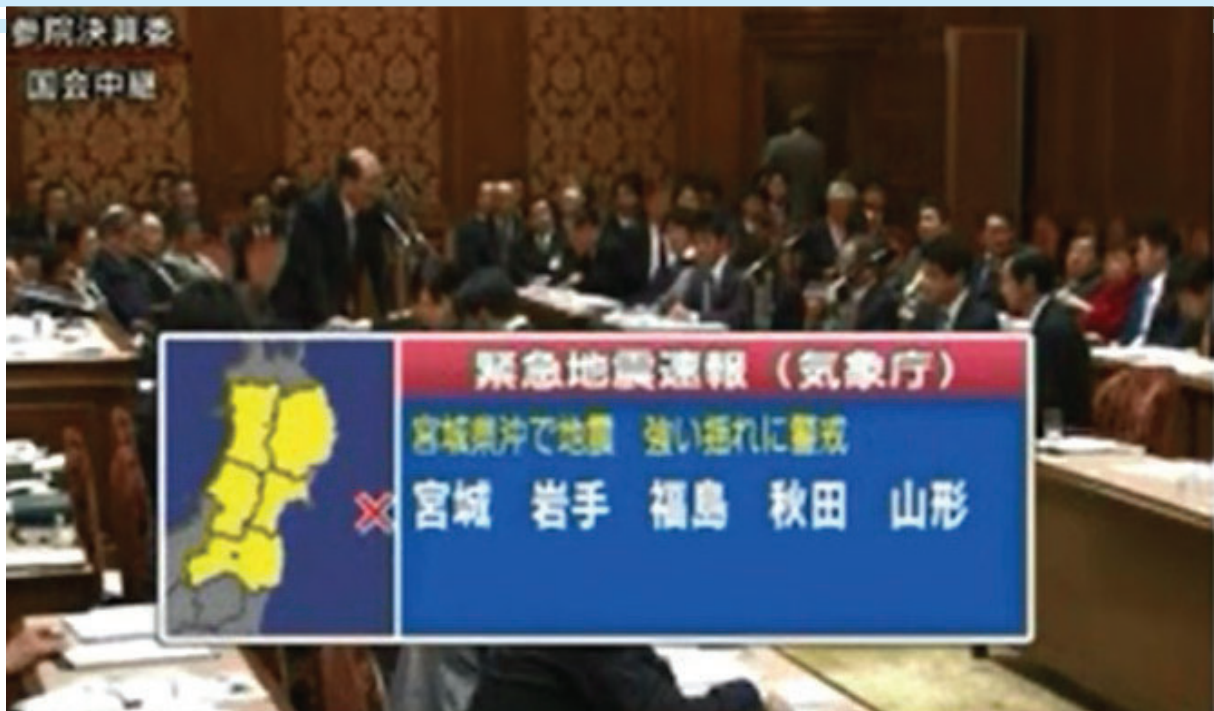 参院決算委
国会中継
緊急地震速報（気象庁）
宮城県沖で地震　強い揺れに警戒
宮城　岩手　福島　秋田　山形